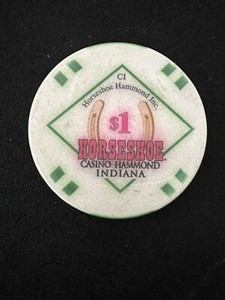 CI
Horseshoe Hammond Inc.
$1
HORSESHOE
CASINO HAMMOND
INDIANA